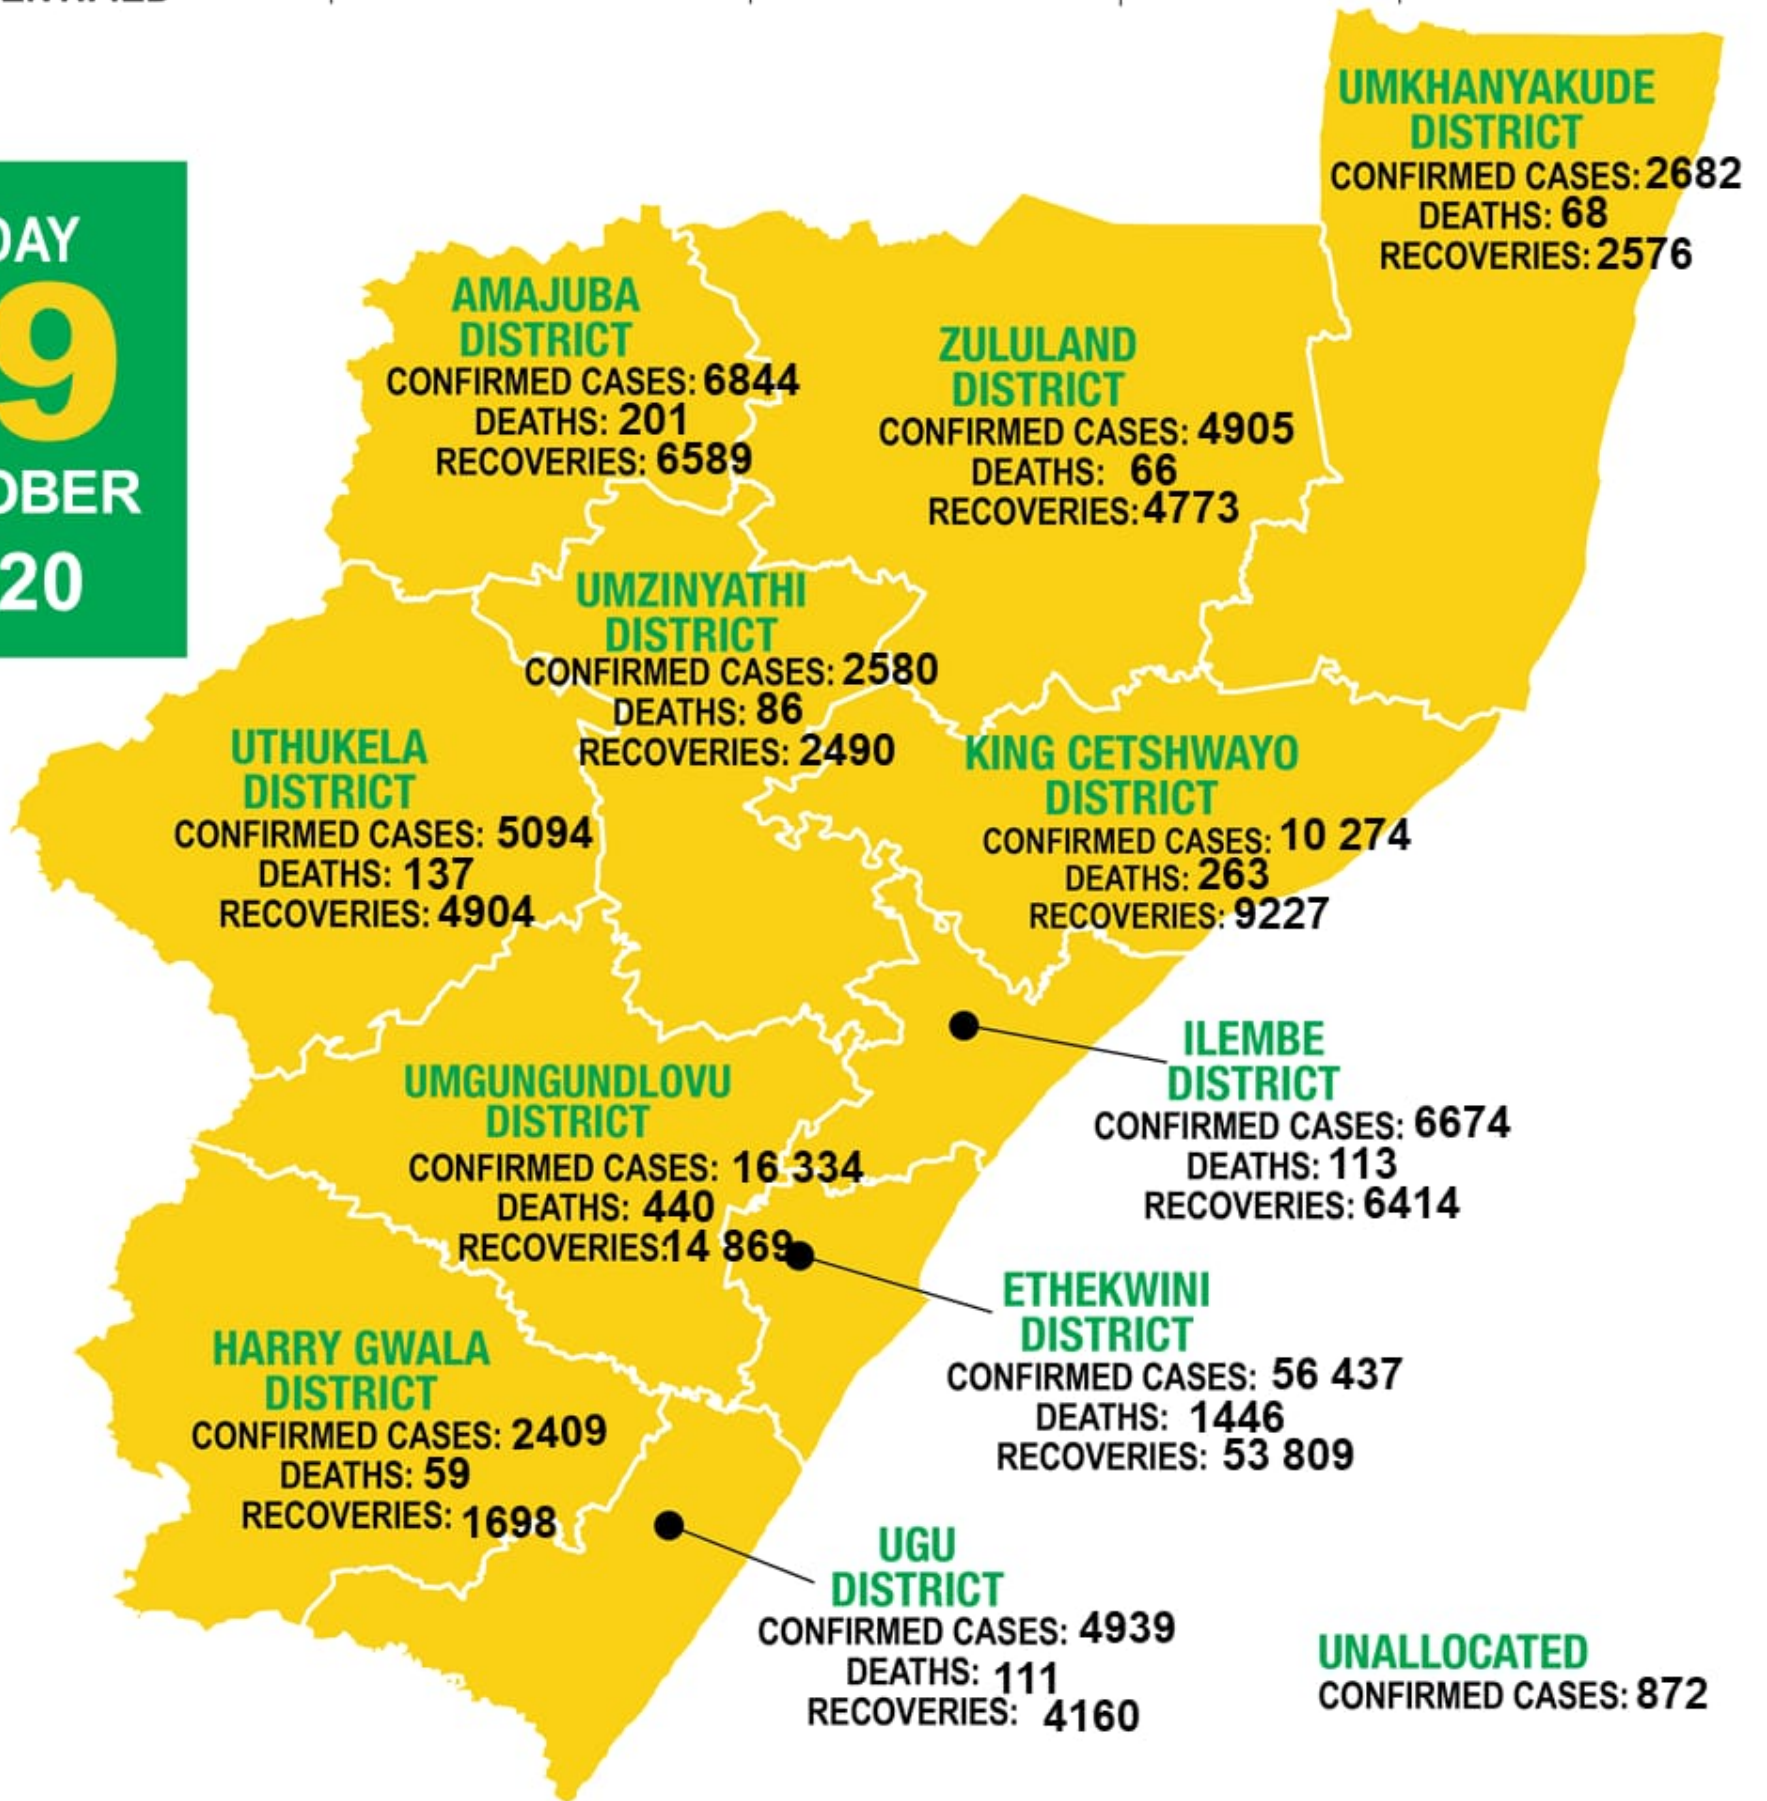 DAY
9
OBER
20
UMKHANYAKUDE
DISTRICT
CONFIRMED CASES: 2682
DEATHS: 68
RECOVERIES: 2576
AMAJUBA
DISTRICT
CONFIRMED CASES: 6844
DEATHS: 201
RECOVERIES: 6589
ZULULAND
DISTRICT
CONFIRMED CASES: 4905
DEATHS: 66
RECOVERIES: 4773
UMZINYATHI
DISTRICT
CONFIRMED CASES: 2580
DEATHS: 86
RECOVERIES: 2490
UTHUKELA
DISTRICT
CONFIRMED CASES: 5094
DEATHS: 137
RECOVERIES: 4904
KING CETSHWAYO
DISTRICT
CONFIRMED CASES: 10 274
DEATHS: 263
RECOVERIES: 9227
ILEMBE
DISTRICT
CONFIRMED CASES: 6674
DEATHS: 113
RECOVERIES: 6414
UMGUNGUNDLOVU
DISTRICT
CONFIRMED CASES: 16 334
DEATHS: 440
RECOVERIES: 14 869
ETHEKWINI
DISTRICT
CONFIRMED CASES: 56 437
DEATHS: 1446
RECOVERIES: 53 809
HARRY GWALA
DISTRICT
CONFIRMED CASES: 2409
DEATHS: 59
RECOVERIES: 1698
UGU
DISTRICT
CONFIRMED CASES: 4939
DEATHS: 111
RECOVERIES: 4160
UNALLOCATED
CONFIRMED CASES: 872